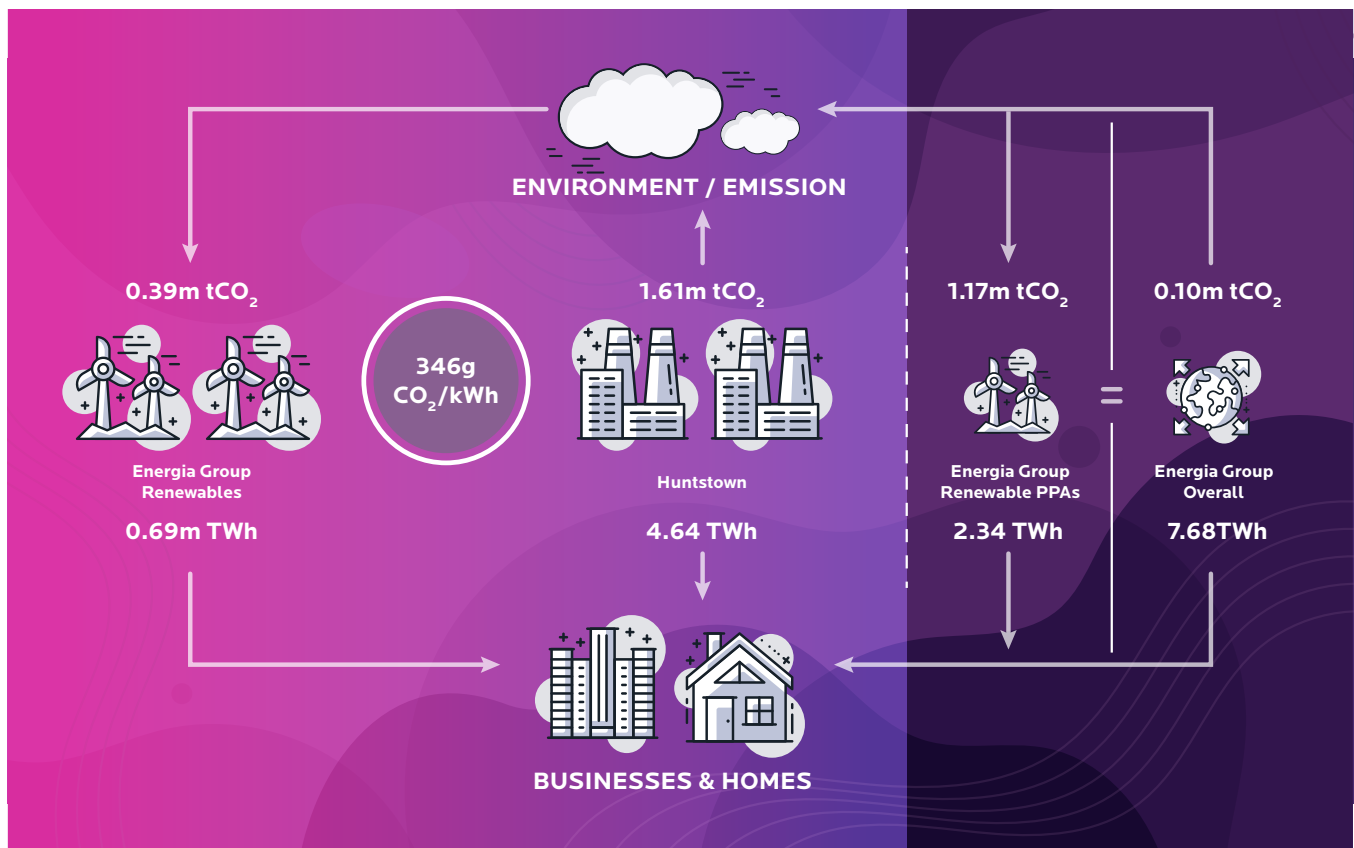 ENVIRONMENT / EMISSION
0.39m tCO₂
1.61m tCO₂
1.17m tCO₂
0.10m tCO₂
346g
CO₂/kWh
=
Energia Group
Renewables
Huntstown
Energia Group
Renewable PPAs
Energia Group
Overall
0.69m TWh
4.64 TWh
2.34 TWh
7.68TWh
BUSINESSES & HOMES